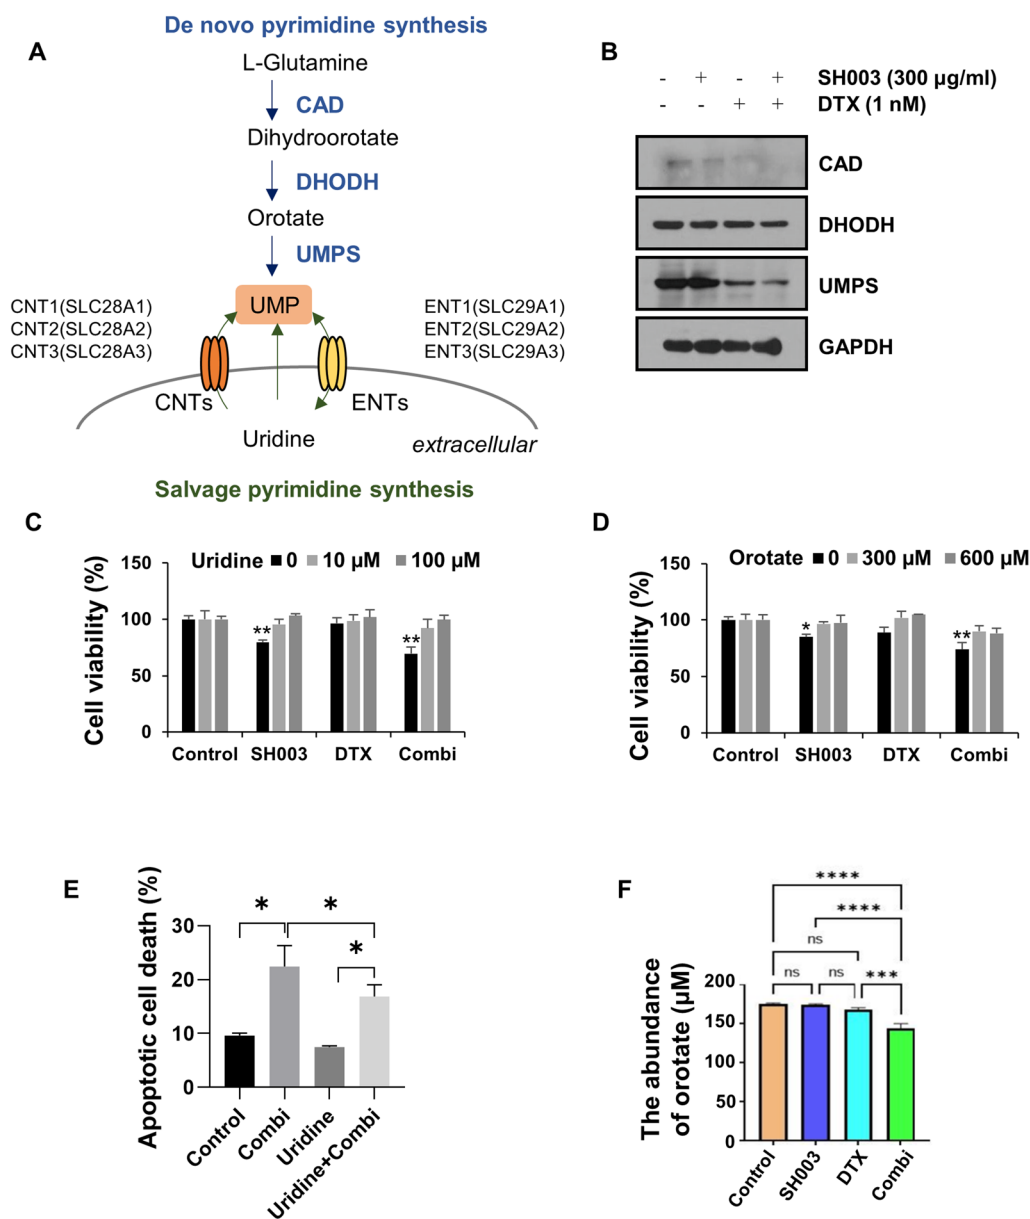 A
De novo pyrimidine synthesis
L-Glutamine
CAD
Dihydroorotate
DHODH
Orotate
UMPS
UMP
CNT1(SLC28A1)
CNT2(SLC28A2)
CNT3(SLC28A3)
ENT1(SLC29A1)
ENT2(SLC29A2)
ENT3(SLC29A3)
CNTs
ENTs
Uridine
extracellular
Salvage pyrimidine synthesis
B
- + - + SH003 (300 µg/ml)
- - + + DTX (1 nM)
CAD
DHODH
UMPS
GAPDH
C
Uridine 0 10 µM 100 µM
Cell viability (%)
150
100
50
0
**
**
Control SH003 DTX Combi
D
Orotate 0 300 µM 600 µM
Cell viability (%)
150
100
50
0
*
**
Control SH003 DTX Combi
E
Apoptotic cell death (%)
30
20
10
0
* *
*
Control Combi Uridine Uridine+Combi
F
****
****
ns
ns ns ***
The abundance
of orotate (µM)
200
150
100
50
0
Control SH003 DTX Combi